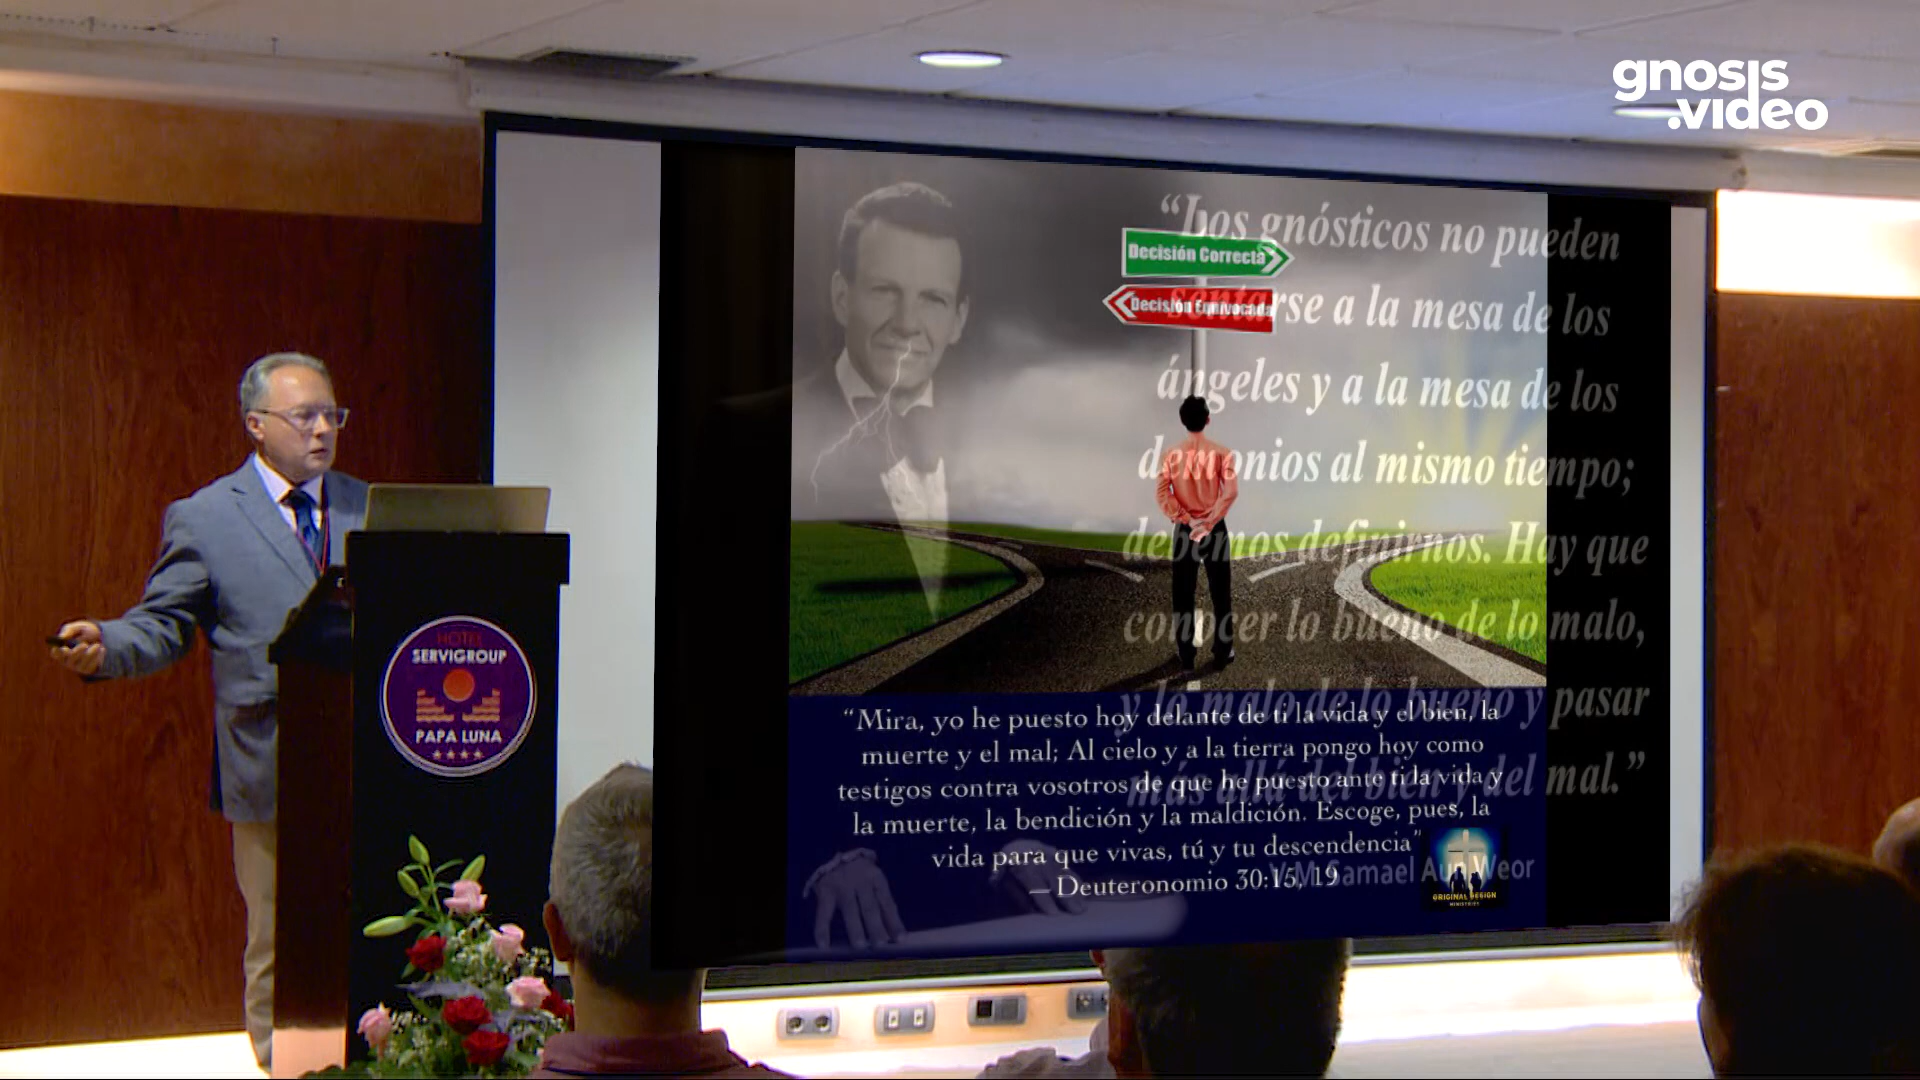 gnosis
.video
“Los gnósticos no pueden
sentarse a la mesa de los
ángeles y a la mesa de los
demonios al mismo tiempo;
debemos definirnos. Hay que
conocer lo bueno de lo malo,
y lo malo de lo bueno y pasar
más allá del bien y del mal.”
V.M. Samael Aun Weor
Decisión Correcta
Decisión Equivocada
“Mira, yo he puesto hoy delante de ti la vida y el bien, la
muerte y el mal; Al cielo y a la tierra pongo hoy como
testigos contra vosotros de que he puesto ante ti la vida y
la muerte, la bendición y la maldición. Escoge, pues, la
vida para que vivas, tú y tu descendencia”
— Deuteronomio 30:15, 19
ORIGINAL DESIGN
MINISTRIES
HOTEL
SERVIGROUP
PAPA LUNA